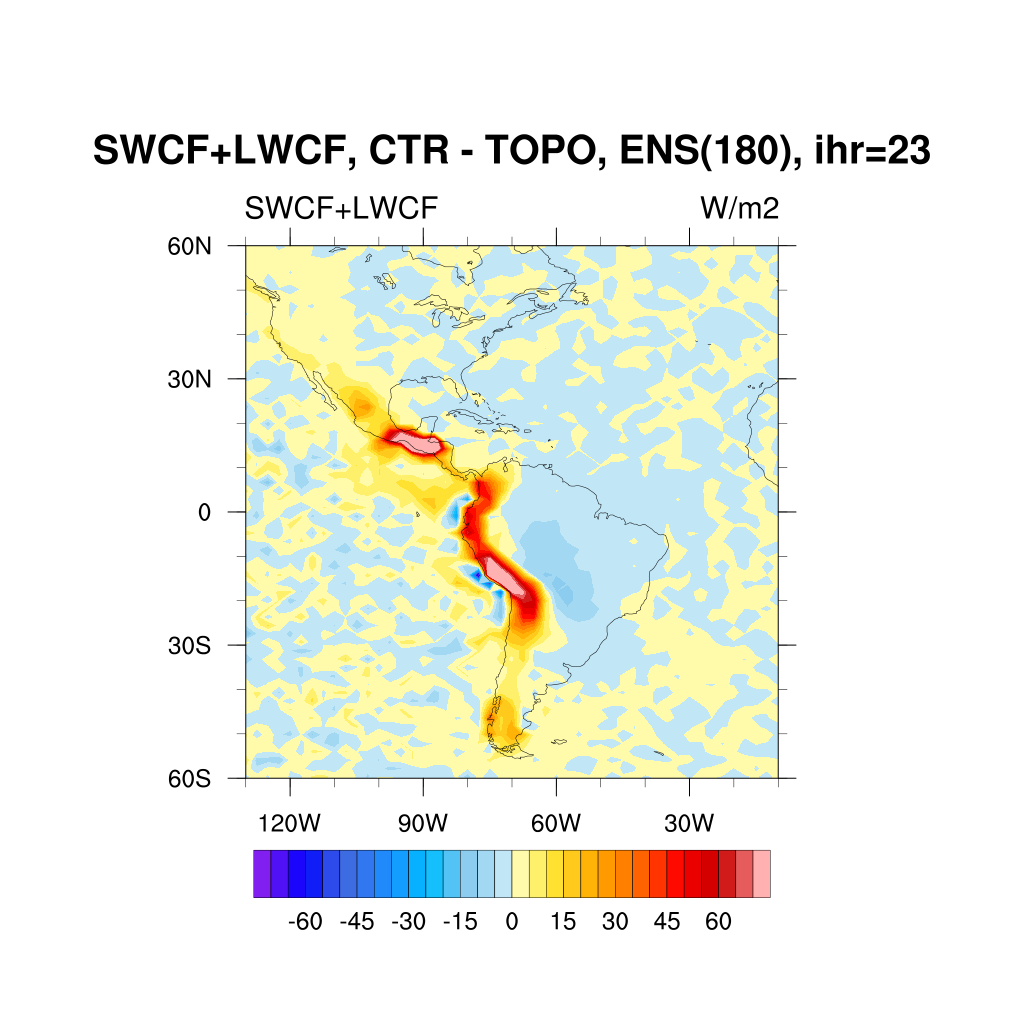 SWCF+LWCF, CTR - TOPO, ENS(180), ihr=23
SWCF+LWCF W/m2
60N
30N
0
30S
60S
120W 90W 60W 30W
-60 -45 -30 -15 0 15 30 45 60